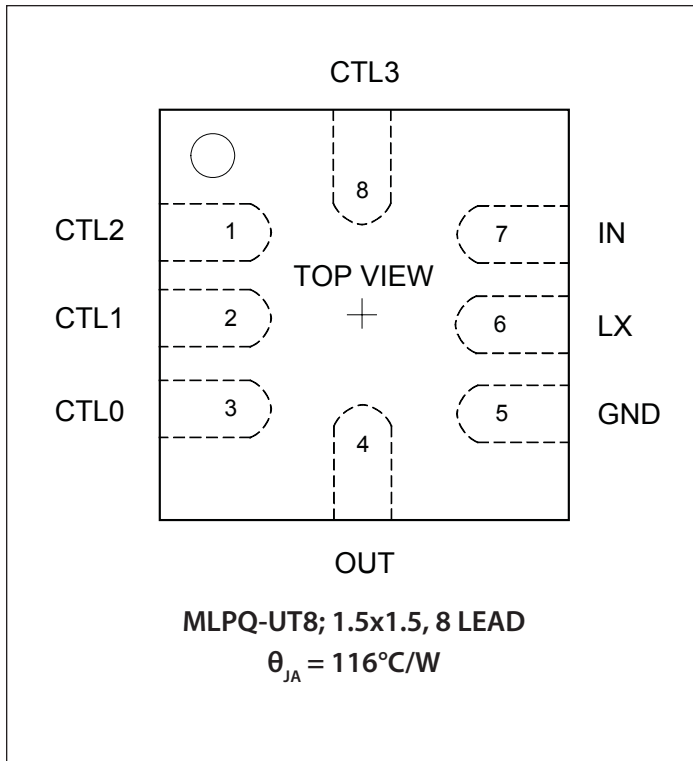 CTL3
8
CTL2 1 7 IN
TOP VIEW
CTL1 2 6 LX
CTL0 3 5 GND
4
OUT
MLPQ-UT8; 1.5x1.5, 8 LEAD
θJA = 116°C/W